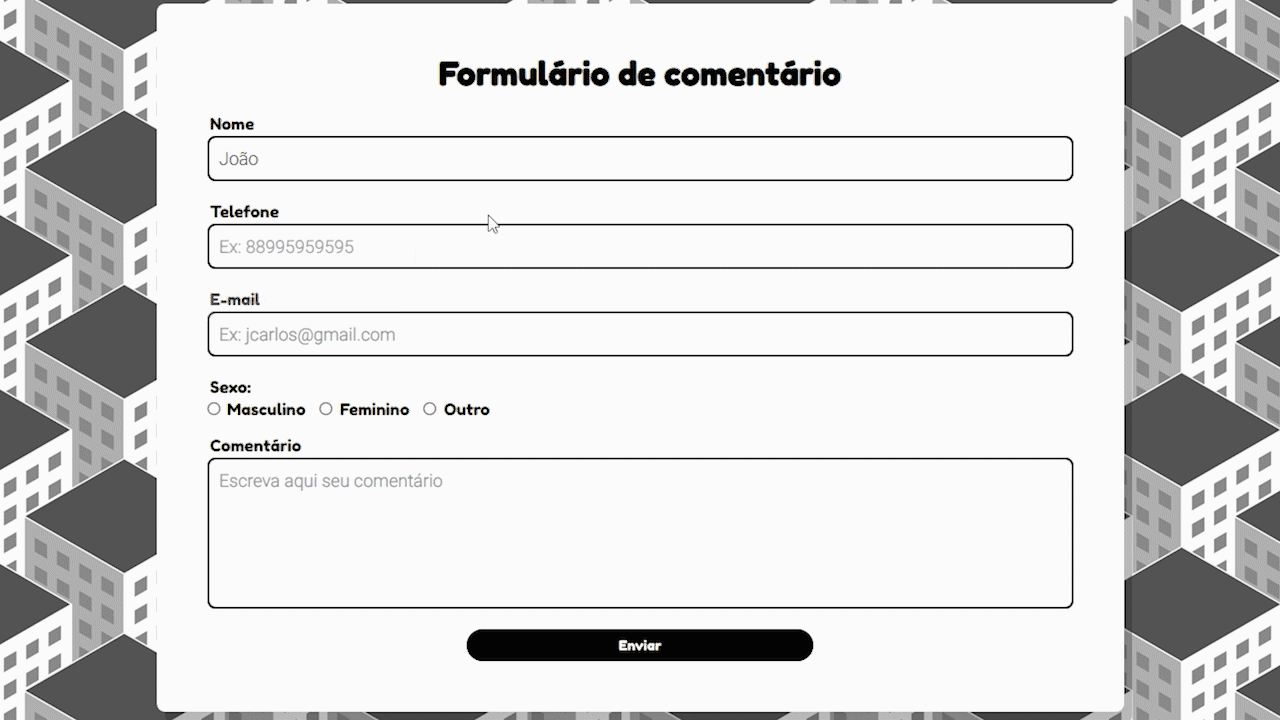 Formulário de comentário
Nome
João
Telefone
Ex: 88995959595
E-mail
Ex: jcarlos@gmail.com
Sexo:
Masculino Feminino Outro
Comentário
Escreva aqui seu comentário
Enviar